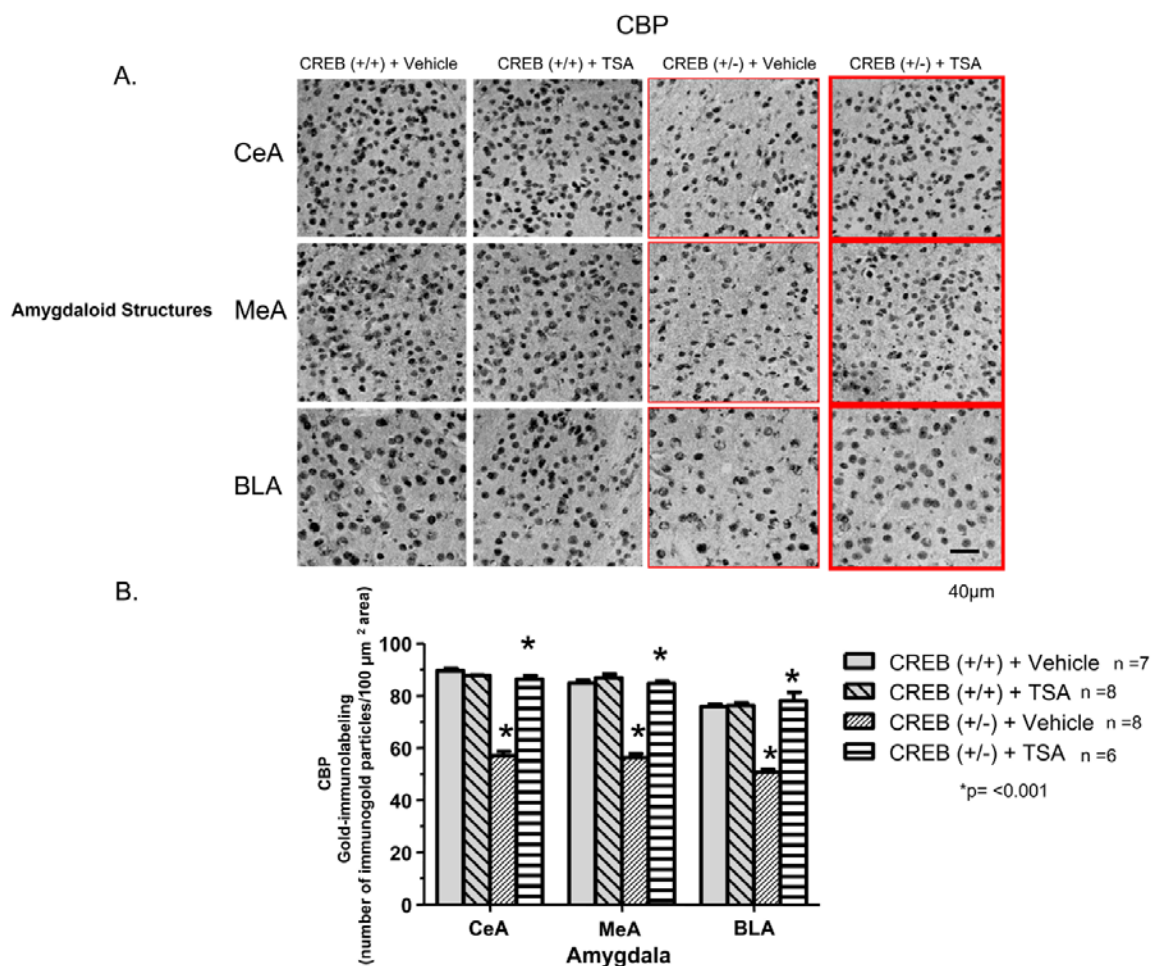 CBP
A.
CREB (+/+) + Vehicle CREB (+/+) + TSA CREB (+/-) + Vehicle CREB (+/-) + TSA
CeA
MeA
Amygdaloid Structures
BLA
40µm
B.
CBP
Gold-immunolabeling
(number of immunogold particles/100 µm ² area)
100
80
60
40
20
0
* * * * * *
CeA MeA BLA
Amygdala
CREB (+/+) + Vehicle n =7
CREB (+/+) + TSA n =8
CREB (+/-) + Vehicle n =8
CREB (+/-) + TSA n =6
*p= <0.001